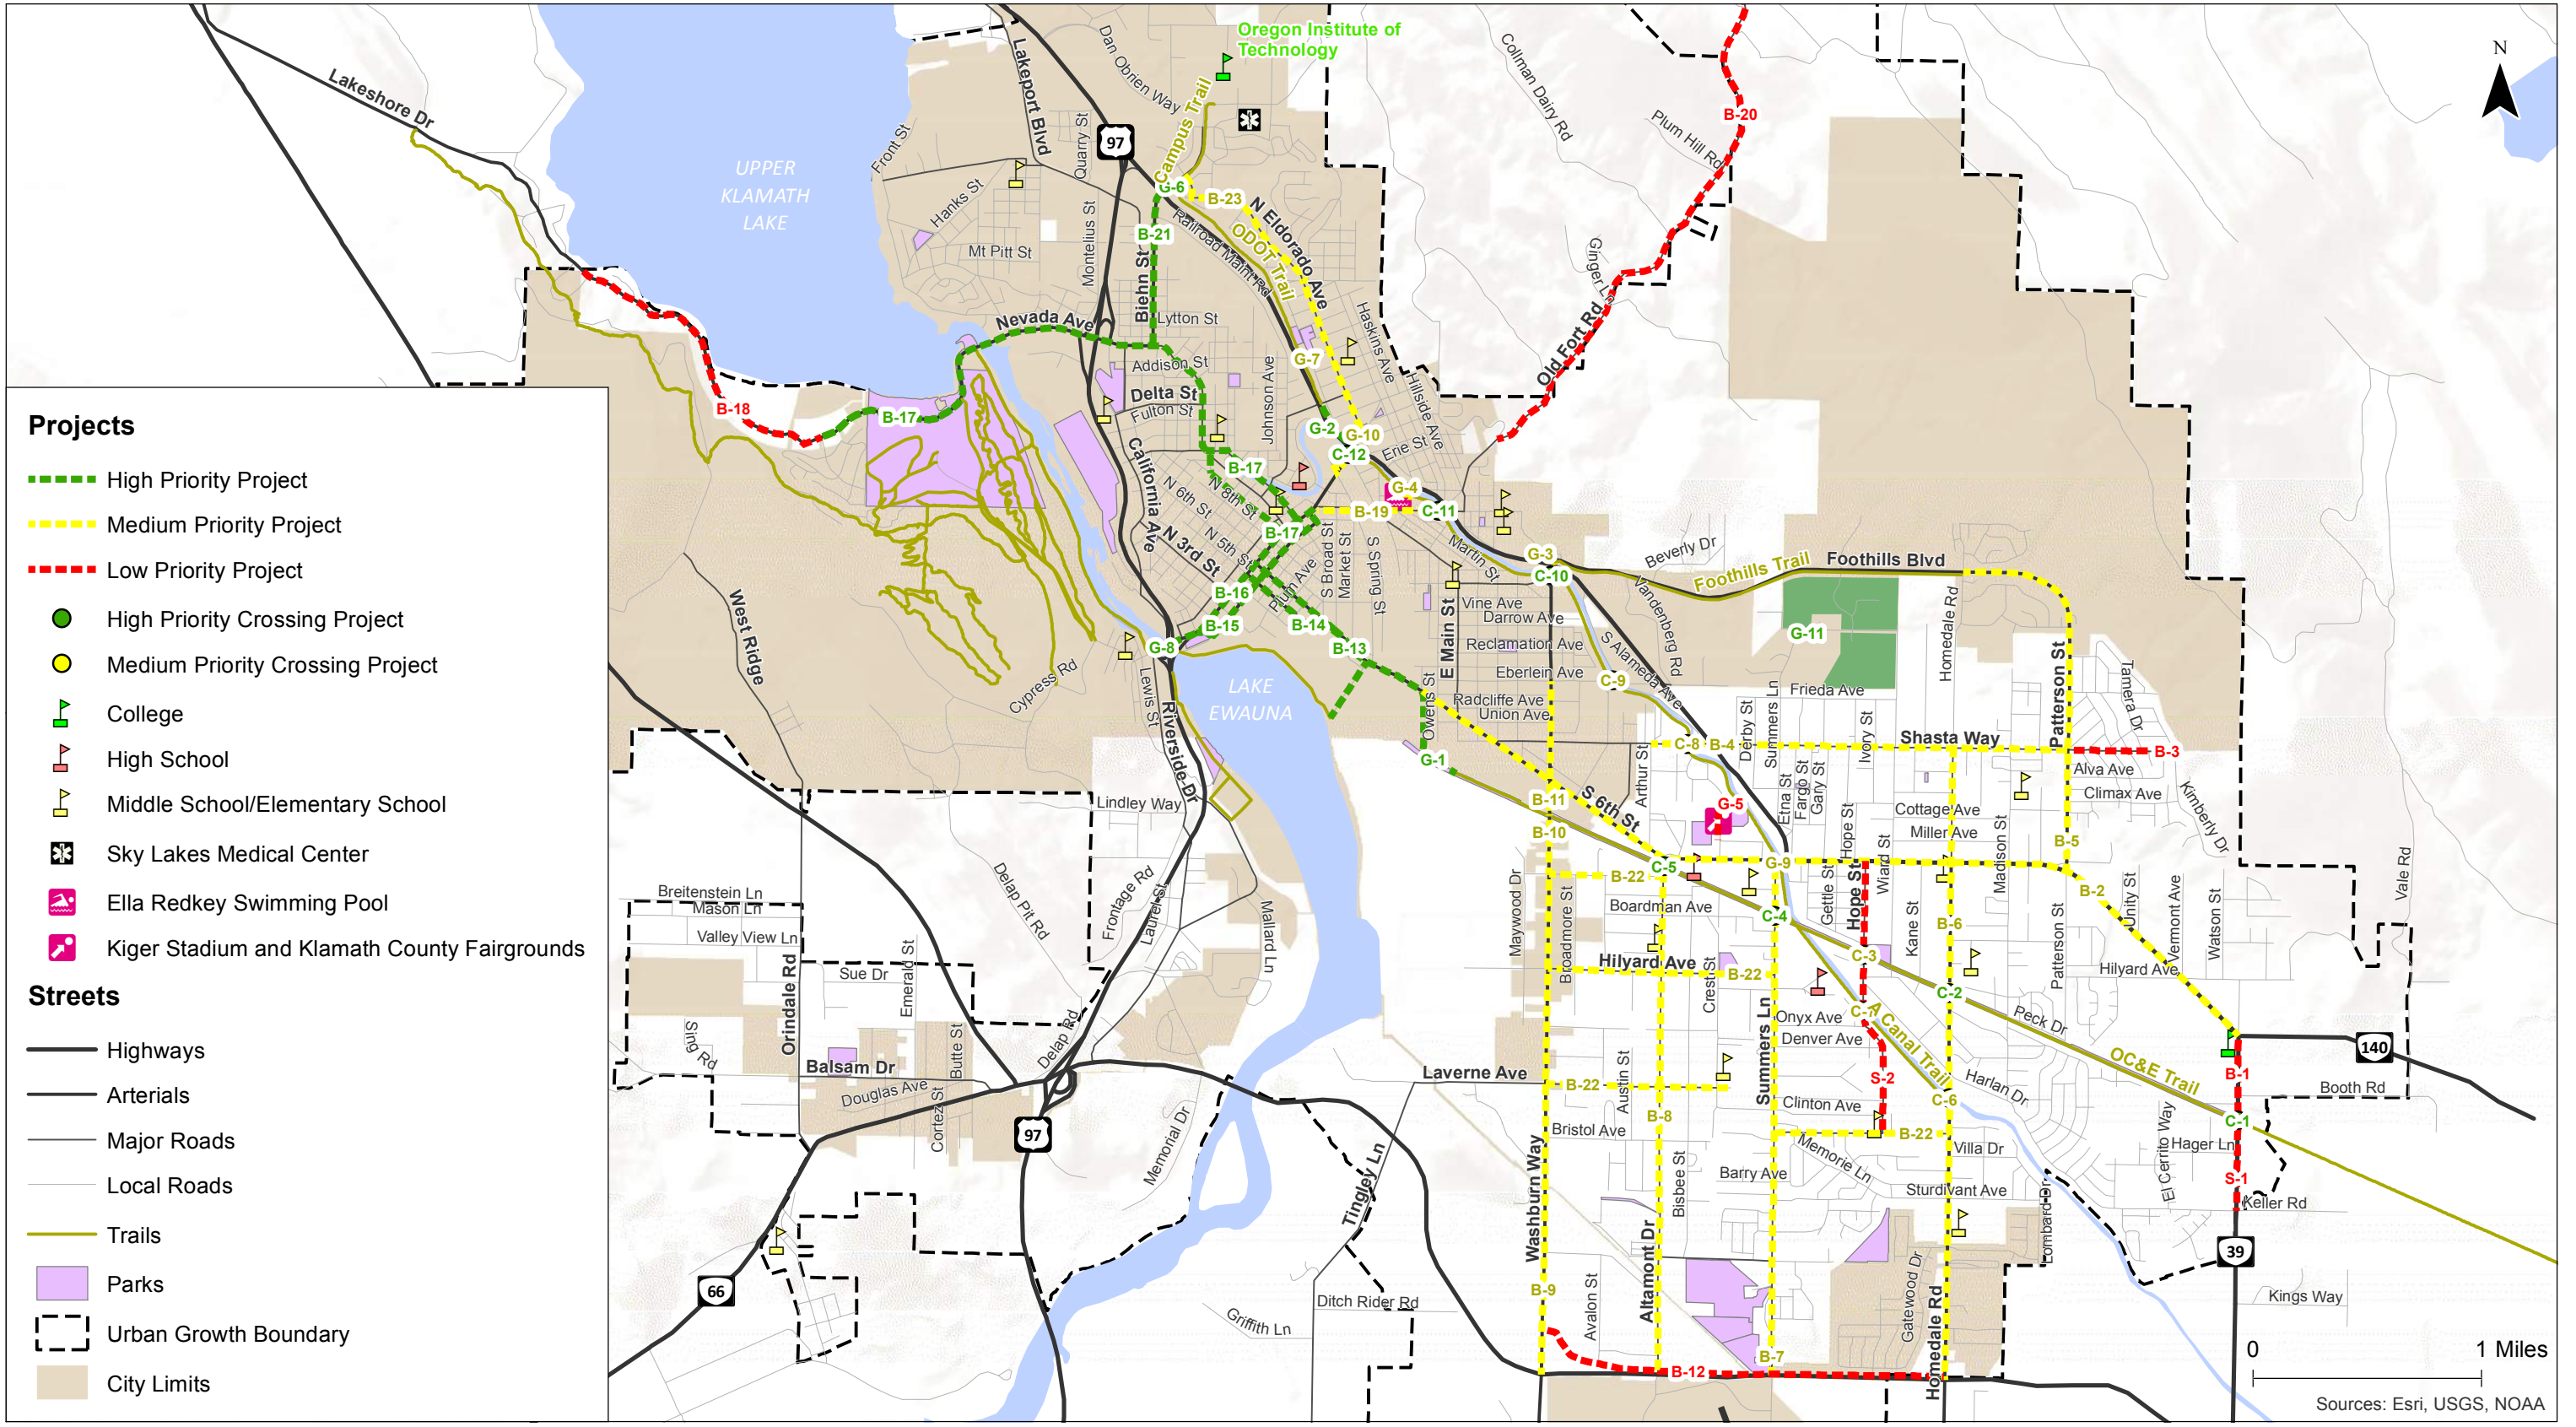 Oregon Institute of
Technology
N
Lakeshore Dr
Lakeport Blvd
Dan Obrien Way
Campus Trail
Collman Dairy Rd
Plum Hill Rd
B-20
97
Front St
Quarry St
UPPER
KLAMATH
LAKE
G-6
B-23
Hanks St
Mt Pitt St
Montelius St
B-21
Biehn St
Railroad Maint Rd
ODOT Trail
N Eldorado Ave
Ginger Ln
Old Fort Rd
Nevada Ave
Lytton St
Haskins Ave
Addison St
G-7
Delta St
Fulton St
Johnson Ave
Hillside Ave
B-18
B-17
G-2
G-10
C-12
Erie St
California Ave
B-17
N 6th St
N 8th St
G-4
B-19
C-11
N 3rd St
N 5th St
B-17
S Broad St
Market St
S Spring St
Martin St
G-3
C-10
Beverly Dr
Foothills Trail
Foothills Blvd
Vandenberg Rd
Homedale Rd
B-16
Plum Ave
B-15
B-14
B-13
G-8
West Ridge
Cypress Rd
Lewis St
Riverside Dr
LAKE
EWAUNA
E Main St
Vine Ave
Darrow Ave
Reclamation Ave
Eberlein Ave
Radcliffe Ave
Union Ave
Owens St
S Alameda Ave
C-9
G-11
Frieda Ave
Patterson St
Tamera Dr
G-1
Arthur St
C-8
B-4
Derby St
Summers Ln
Ivory St
Shasta Way
B-3
Alva Ave
Climax Ave
Kimberly Dr
Lindley Way
B-11
B-10
S 6th St
G-5
Etna St
Fargo St
Gary St
Hope St
Cottage Ave
Miller Ave
Wiard St
Madison St
B-5
Vale Rd
Breitenstein Ln
Mason Ln
Valley View Ln
Delap Pit Rd
Frontage Rd
Laurel St
Mallard Ln
Maywood Dr
Broadmore St
C-5
G-9
B-22
Boardman Ave
C-4
Gettle St
Hope St
Kane St
B-6
B-2
Unity St
Vermont Ave
Watson St
Patterson St
Hilyard Ave
Orindale Rd
Sue Dr
Emerald St
Hilyard Ave
Crest St
B-22
C-3
C-2
Sing Rd
Butte St
Delap Rd
Balsam Dr
Douglas Ave
Cortez St
Summers Ln
Onyx Ave
Denver Ave
C-7
A Canal Trail
Peck Dr
OC&E Trail
140
B-1
Booth Rd
97
Laverne Ave
B-22
Austin St
B-8
Clinton Ave
S-2
C-6
Harlan Dr
C-1
Memorial Dr
Tingley Ln
Washburn Way
Bristol Ave
Bisbee St
Barry Ave
Memorie Ln
B-22
Villa Dr
Sturdivant Ave
El Cerrito Way
Hager Ln
S-1
Keller Rd
Lombard Dr
39
66
Griffith Ln
Ditch Rider Rd
B-9
Avalon St
Altamont Dr
B-7
B-12
Gatewood Dr
Homedale Rd
Kings Way
Projects
High Priority Project
Medium Priority Project
Low Priority Project
High Priority Crossing Project
Medium Priority Crossing Project
College
High School
Middle School/Elementary School
Sky Lakes Medical Center
Ella Redkey Swimming Pool
Kiger Stadium and Klamath County Fairgrounds
Streets
Highways
Arterials
Major Roads
Local Roads
Trails
Parks
Urban Growth Boundary
City Limits
0 1 Miles
Sources: Esri, USGS, NOAA